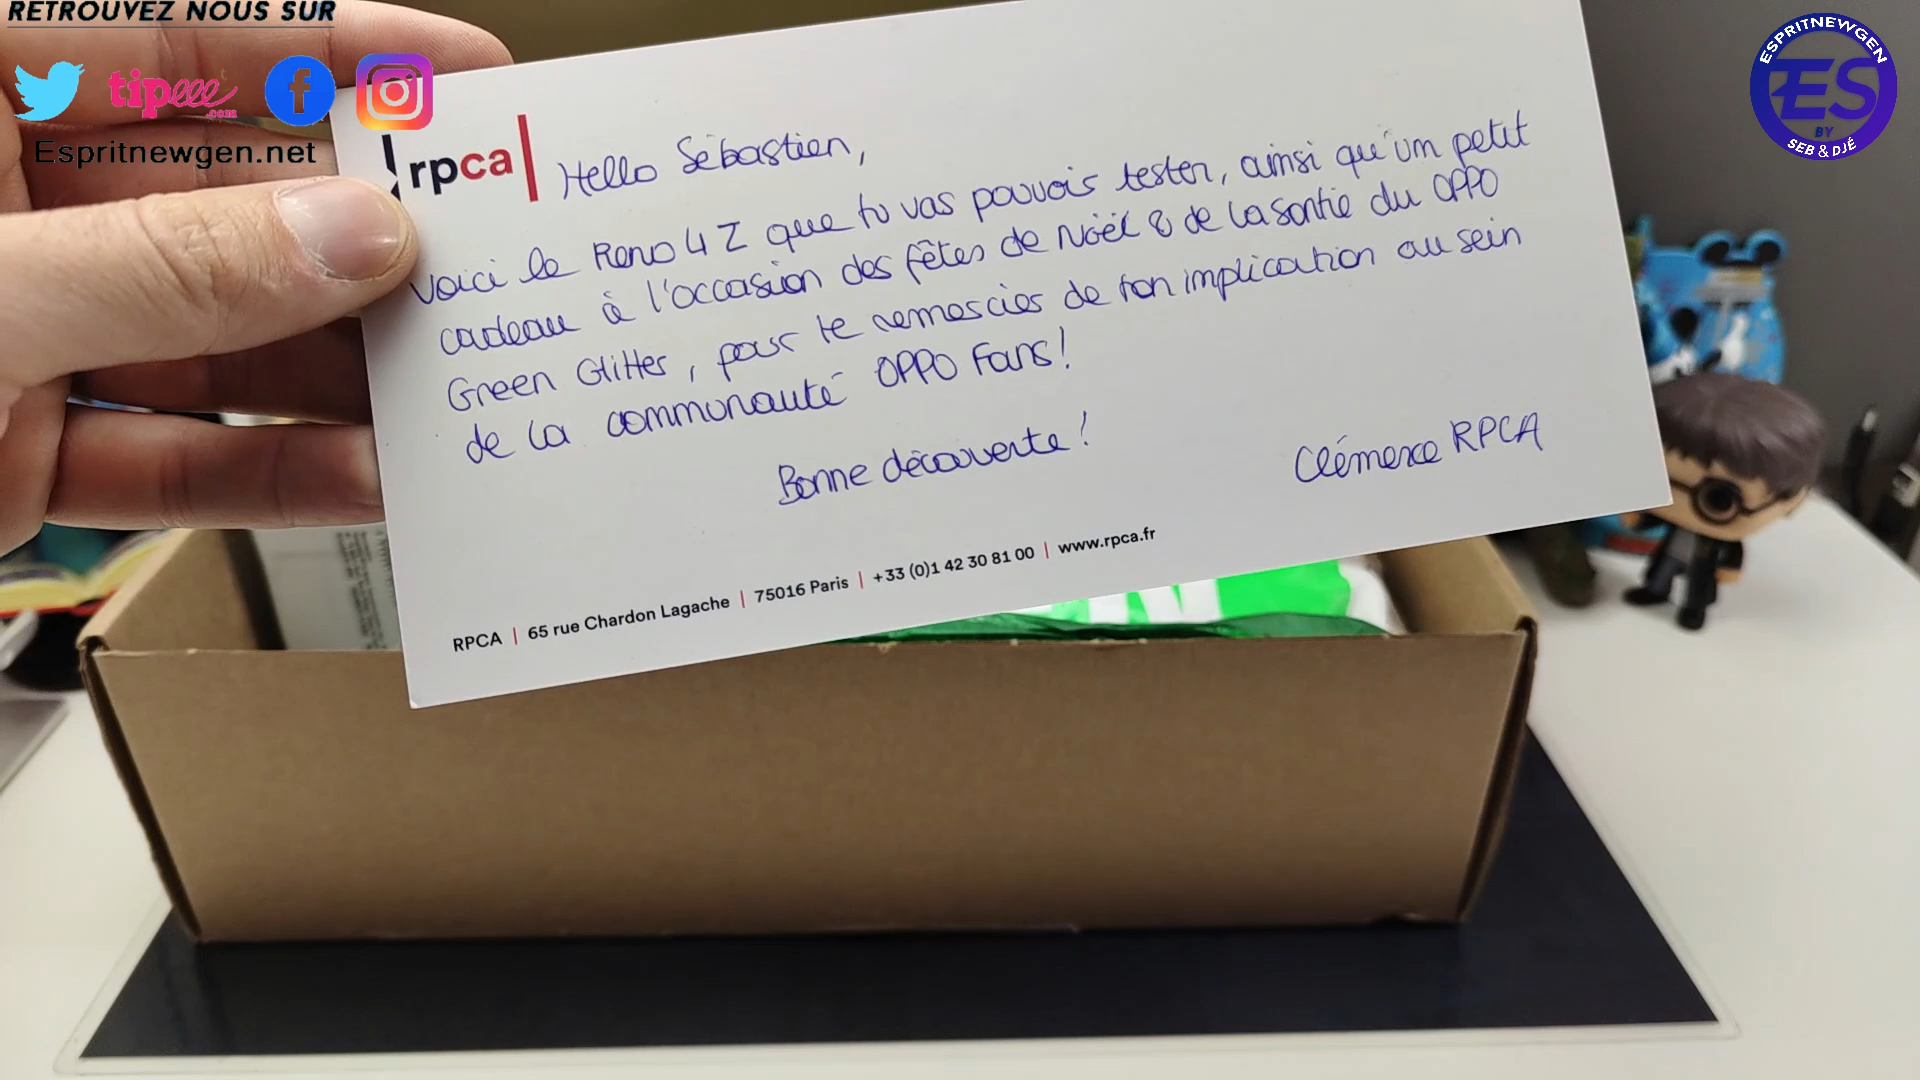 RETROUVEZ NOUS SUR
tipeee
.com
Espritnewgen.net
ESPRITNEWGEN
ES
BY
SEB & DJÉ
rpca
Hello Sébastien,
Voici le Reno 4 Z que tu vas pouvoir tester, ainsi qu'un petit
cadeau à l'occasion des fêtes de Noël & de la sortie du OPPO
Green Glitter, pour te remercier de ton implication au sein
de la communauté OPPO Fans!
Bonne découverte!
Clémence RPCA
RPCA | 65 rue Chardon Lagache | 75016 Paris | +33 (0)1 42 30 81 00 | www.rpca.fr